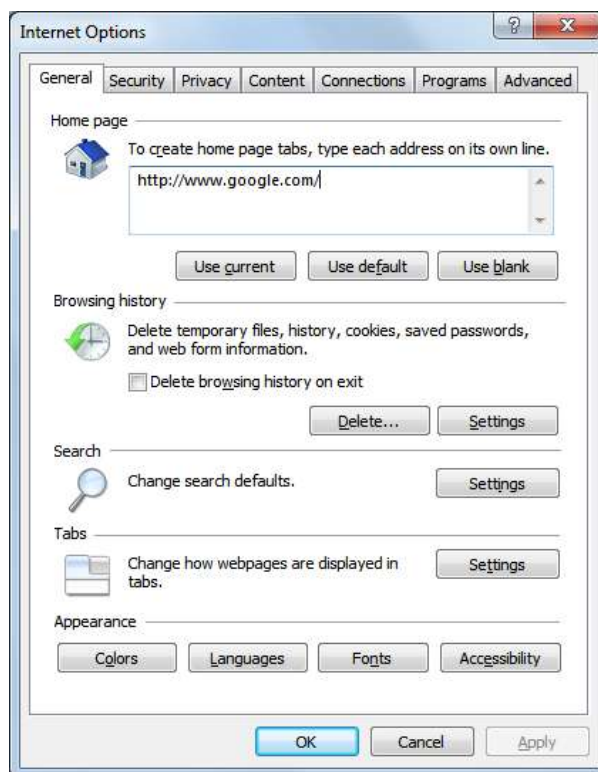 Internet Options
General Security Privacy Content Connections Programs Advanced
Home page
To create home page tabs, type each address on its own line.
http://www.google.com/
Use current Use default Use blank
Browsing history
Delete temporary files, history, cookies, saved passwords,
and web form information.
Delete browsing history on exit
Delete... Settings
Search
Change search defaults. Settings
Tabs
Change how webpages are displayed in Settings
tabs.
Appearance
Colors Languages Fonts Accessibility
OK Cancel Apply